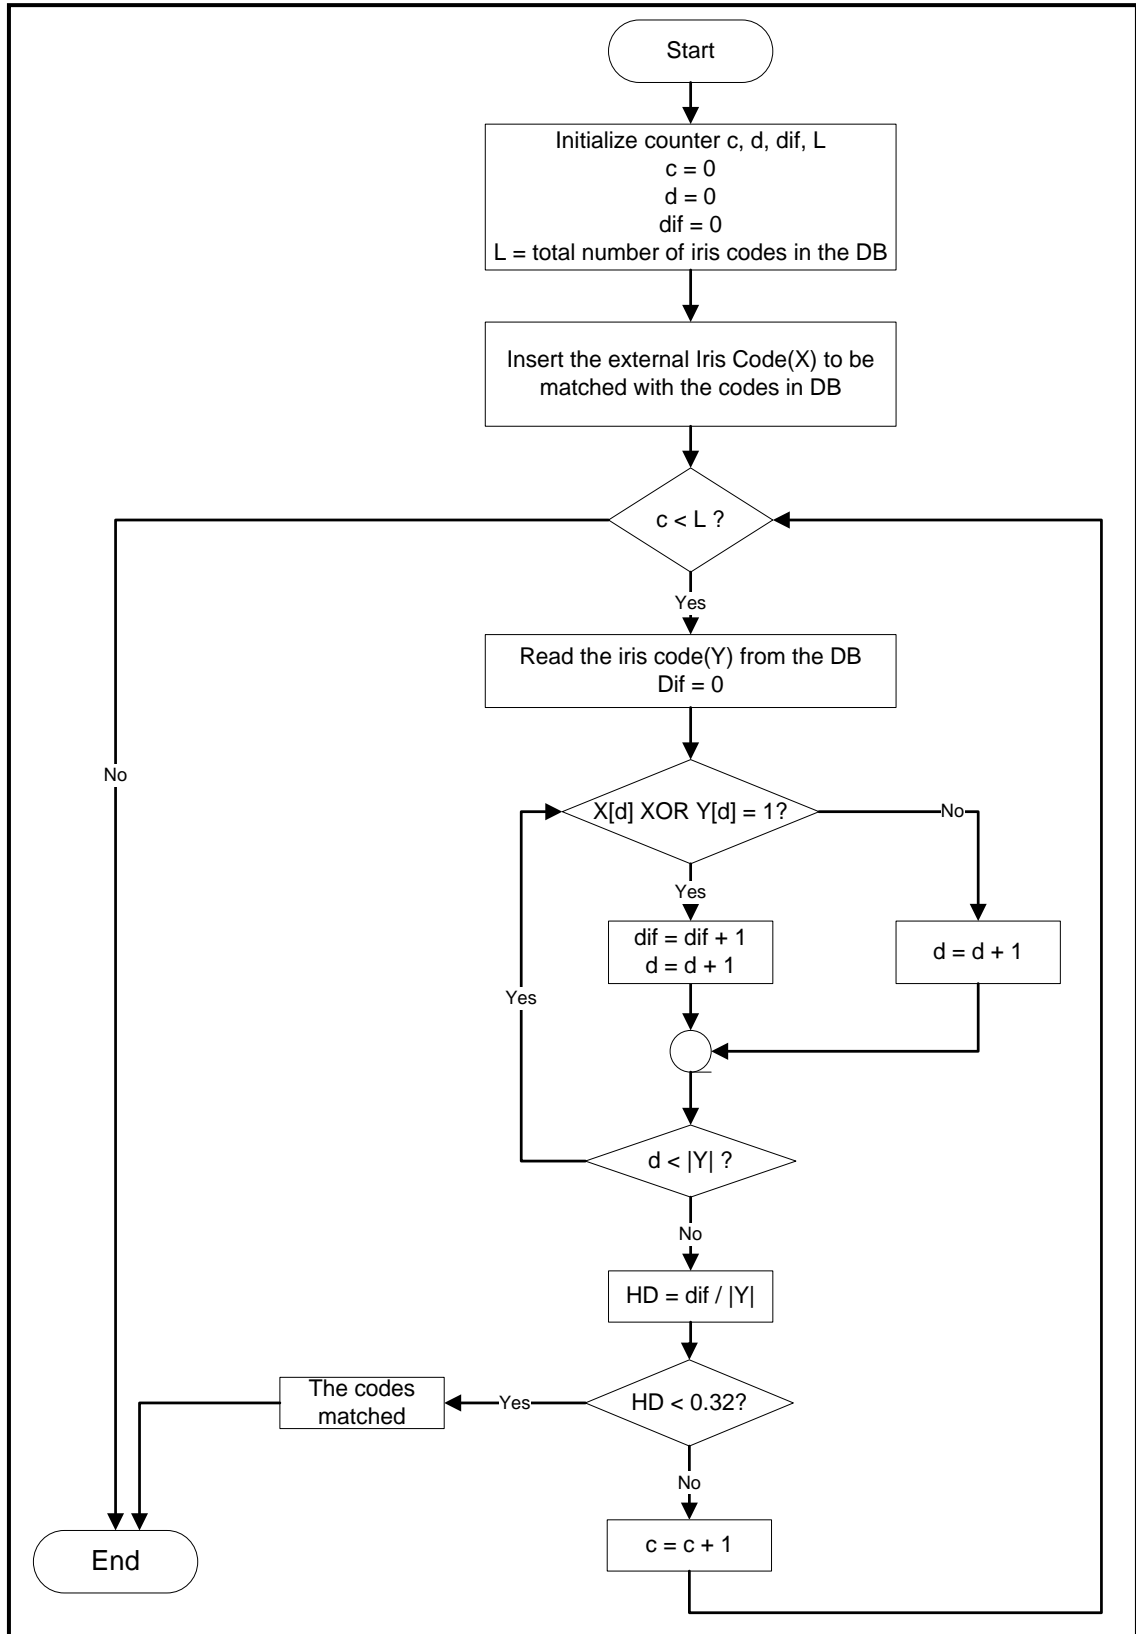 Start
Initialize counter c, d, dif, L
c = 0
d = 0
dif = 0
L = total number of iris codes in the DB
Insert the external Iris Code(X) to be
matched with the codes in DB
c < L ?
Yes
Read the iris code(Y) from the DB
Dif = 0
No
X[d] XOR Y[d] = 1?
No
Yes
dif = dif + 1
d = d + 1
d = d + 1
Yes
d < |Y| ?
No
HD = dif / |Y|
The codes
matched
Yes
HD < 0.32?
No
c = c + 1
End